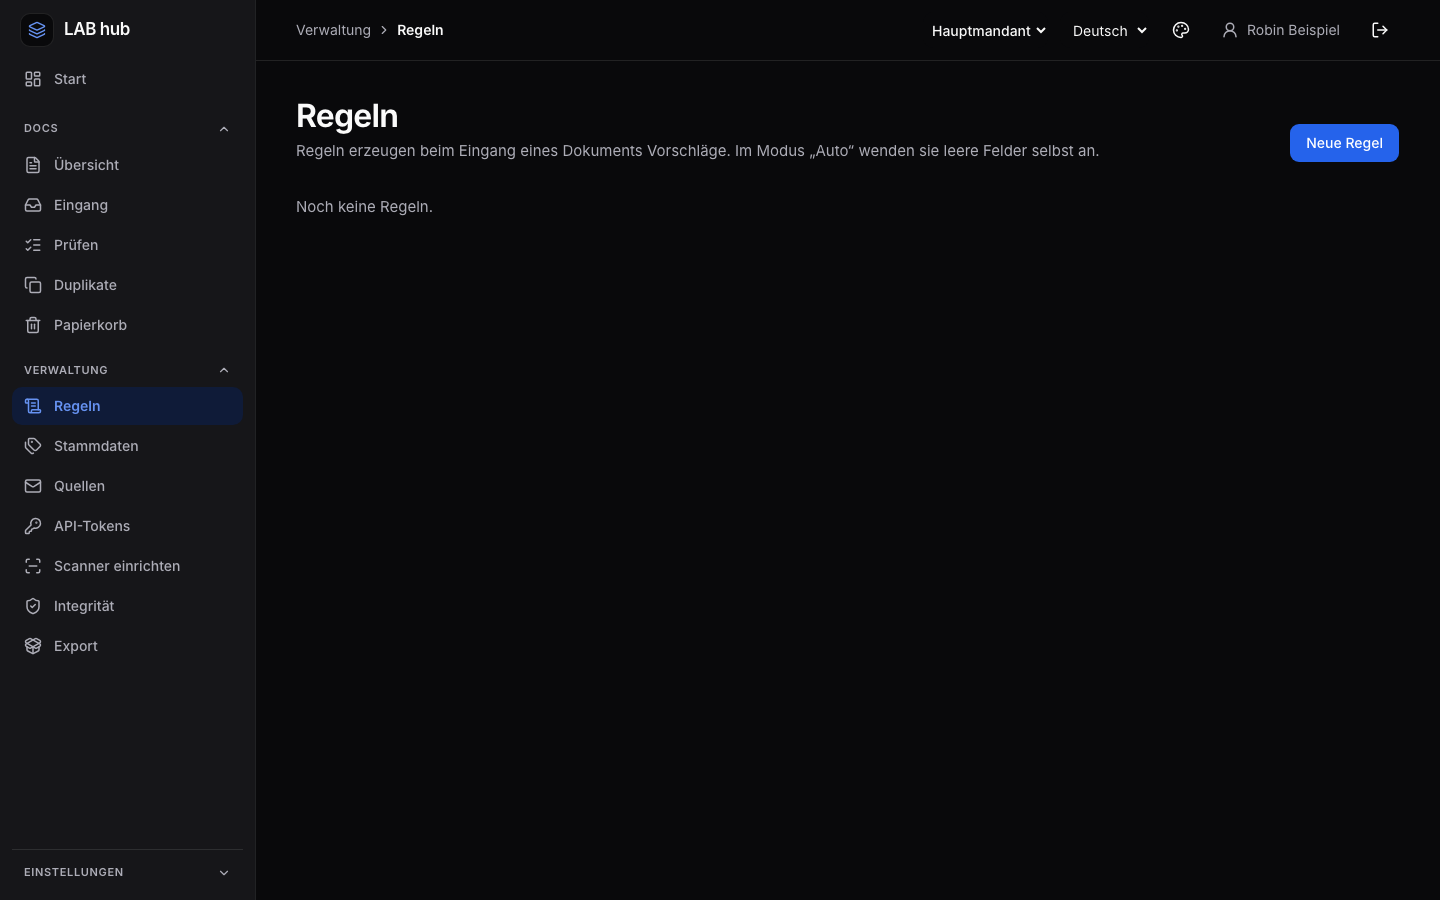 LAB hub
Start
DOCS
Übersicht
Eingang
Prüfen
Duplikate
Papierkorb
VERWALTUNG
Regeln
Stammdaten
Quellen
API-Tokens
Scanner einrichten
Integrität
Export
EINSTELLUNGEN
Verwaltung > Regeln
Hauptmandant
Deutsch
Robin Beispiel
Regeln
Regeln erzeugen beim Eingang eines Dokuments Vorschläge. Im Modus „Auto“ wenden sie leere Felder selbst an.
Neue Regel
Noch keine Regeln.